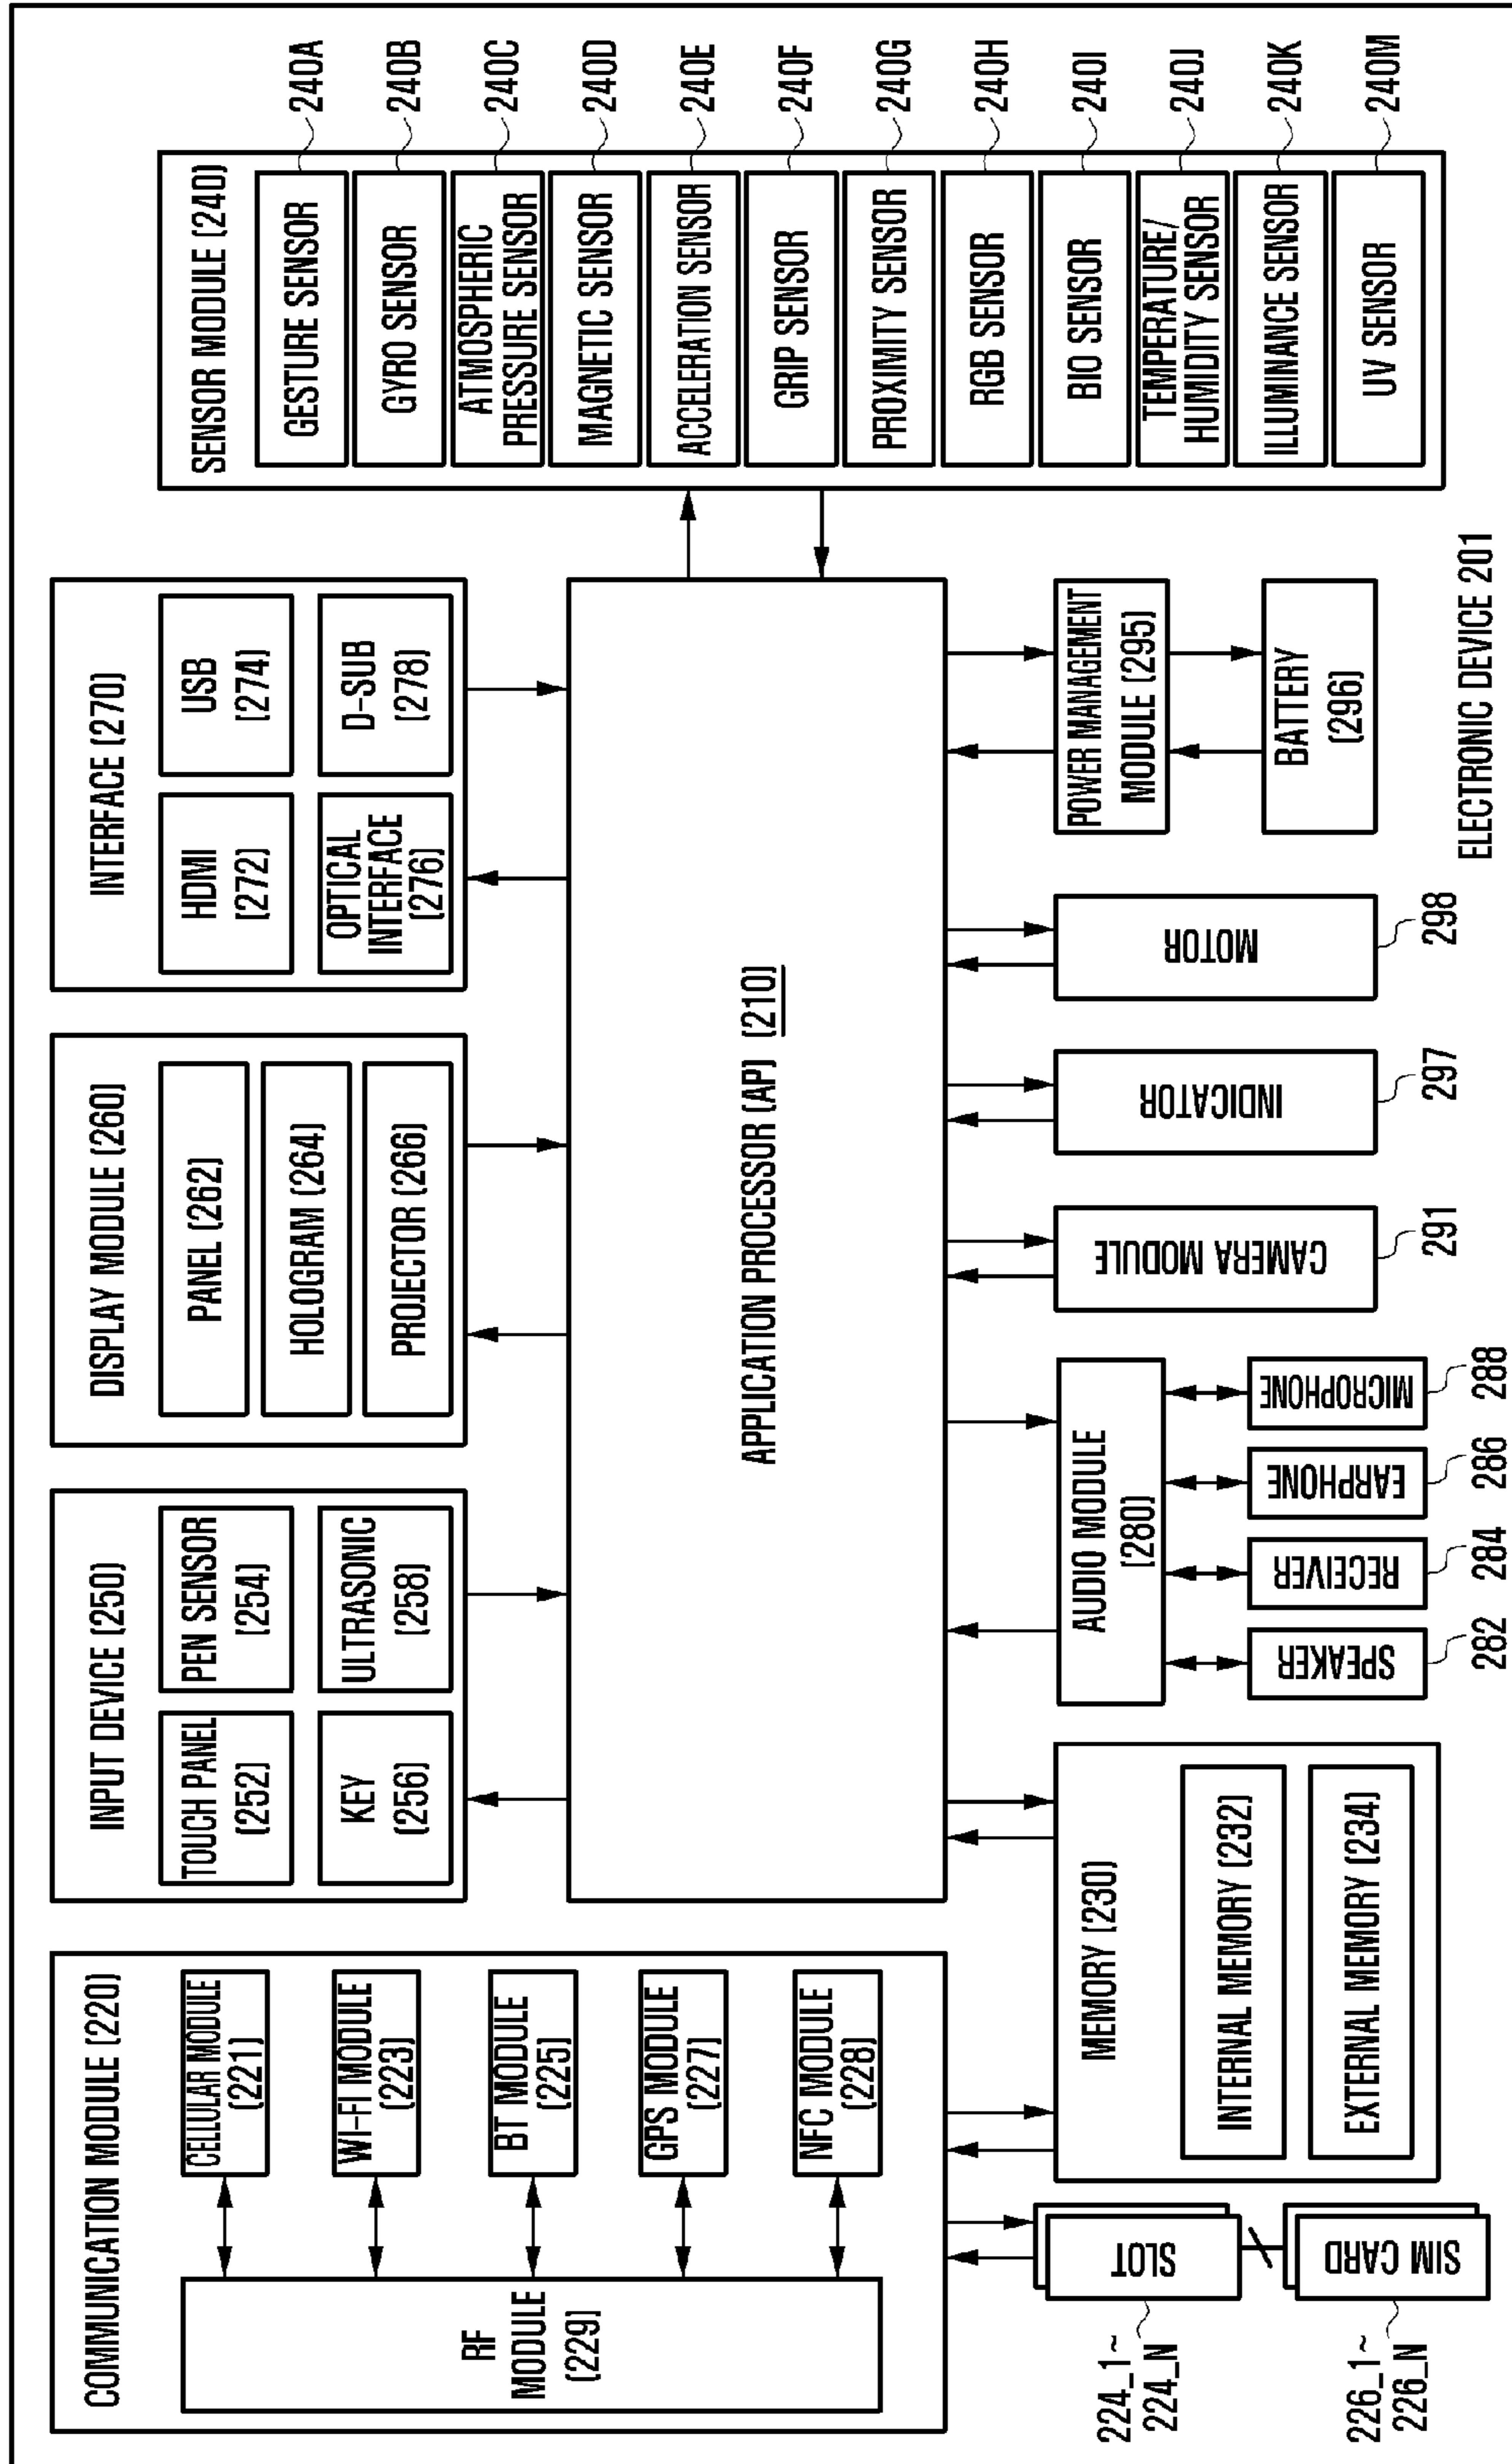 COMMUNICATION MODULE (220)
RF
MODULE
(229)
CELLULAR MODULE
(221)
WI-FI MODULE
(223)
BT MODULE
(225)
GPS MODULE
(227)
NFC MODULE
(228)
INPUT DEVICE (250)
TOUCH PANEL
(252)
PEN SENSOR
(254)
KEY
(256)
ULTRASONIC
(258)
DISPLAY MODULE (260)
PANEL (262)
HOLOGRAM (264)
PROJECTOR (266)
INTERFACE (270)
HDMI
(272)
USB
(274)
OPTICAL
INTERFACE
(276)
D-SUB
(278)
SENSOR MODULE (240)
GESTURE SENSOR
240A
GYRO SENSOR
240B
ATMOSPHERIC
PRESSURE SENSOR
240C
MAGNETIC SENSOR
240D
ACCELERATION SENSOR
240E
GRIP SENSOR
240F
PROXIMITY SENSOR
240G
RGB SENSOR
240H
BIO SENSOR
240I
TEMPERATURE/
HUMIDITY SENSOR
240J
ILLUMINANCE SENSOR
240K
UV SENSOR
240M
APPLICATION PROCESSOR (AP) (210)
SLOT
224_1~
224_N
SIM CARD
226_1~
226_N
MEMORY (230)
INTERNAL MEMORY (232)
EXTERNAL MEMORY (234)
AUDIO MODULE
(280)
SPEAKER
282
RECEIVER
284
EARPHONE
286
MICROPHONE
288
CAMERA MODULE
291
INDICATOR
297
MOTOR
298
POWER MANAGEMENT
MODULE (295)
BATTERY
(296)
ELECTRONIC DEVICE 201